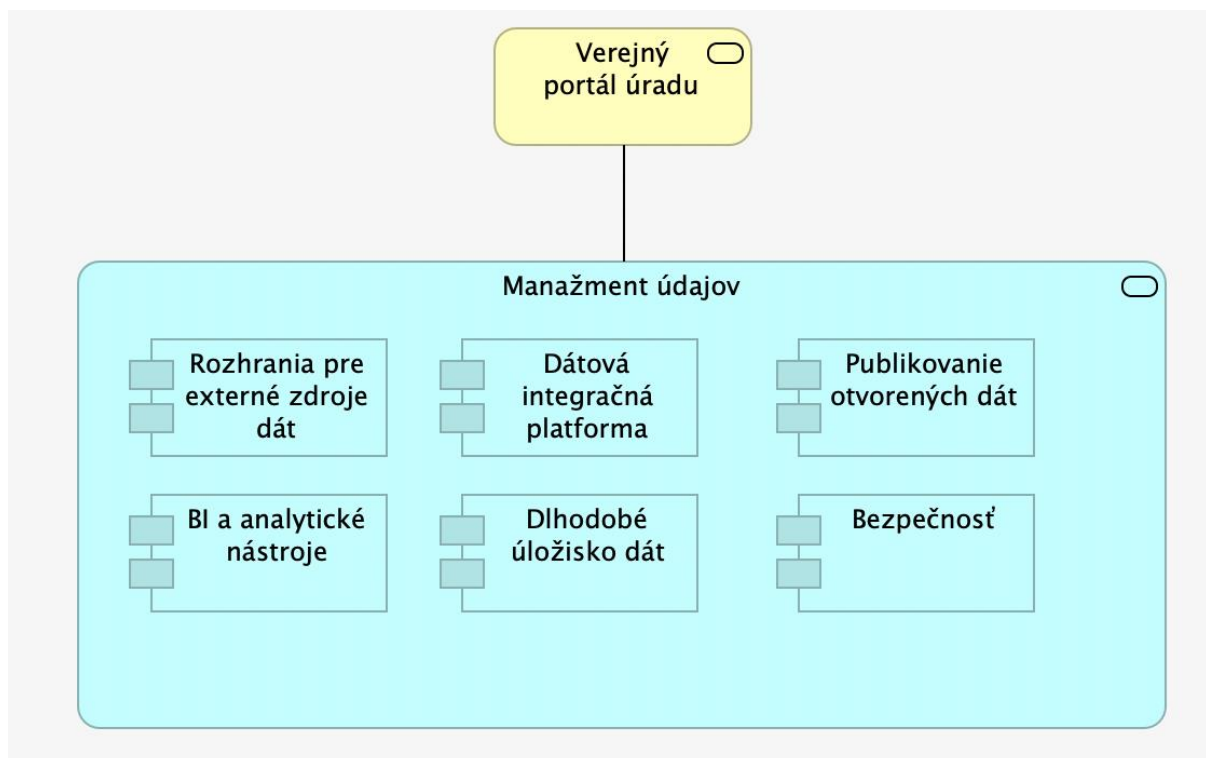 Verejný
portál úradu
Manažment údajov
Rozhrania pre
externé zdroje
dát
Dátová
integračná
platforma
Publikovanie
otvorených dát
BI a analytické
nástroje
Dlhodobé
úložisko dát
Bezpečnosť